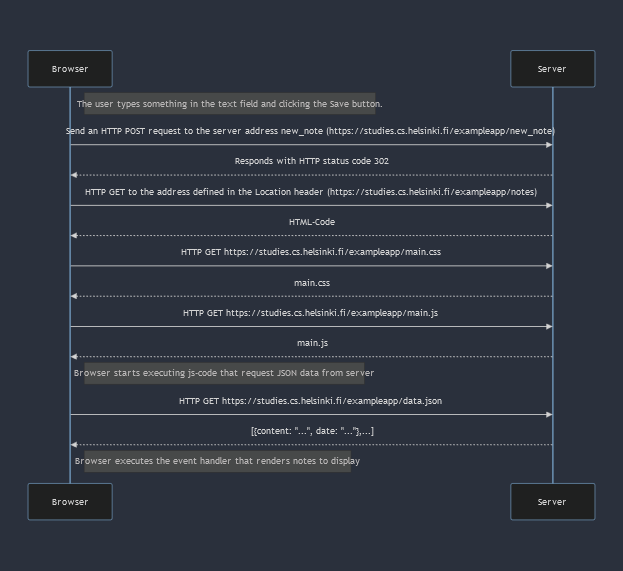 Browser
Server
The user types something in the text field and clicking the Save button.
Send an HTTP POST request to the server address new_note (https://studies.cs.helsinki.fi/exampleapp/new_note)
Responds with HTTP status code 302
HTTP GET to the address defined in the Location header (https://studies.cs.helsinki.fi/exampleapp/notes)
HTML-Code
HTTP GET https://studies.cs.helsinki.fi/exampleapp/main.css
main.css
HTTP GET https://studies.cs.helsinki.fi/exampleapp/main.js
main.js
Browser starts executing js-code that request JSON data from server
HTTP GET https://studies.cs.helsinki.fi/exampleapp/data.json
[{content: "...", date: "..."},...]
Browser executes the event handler that renders notes to display
Browser
Server